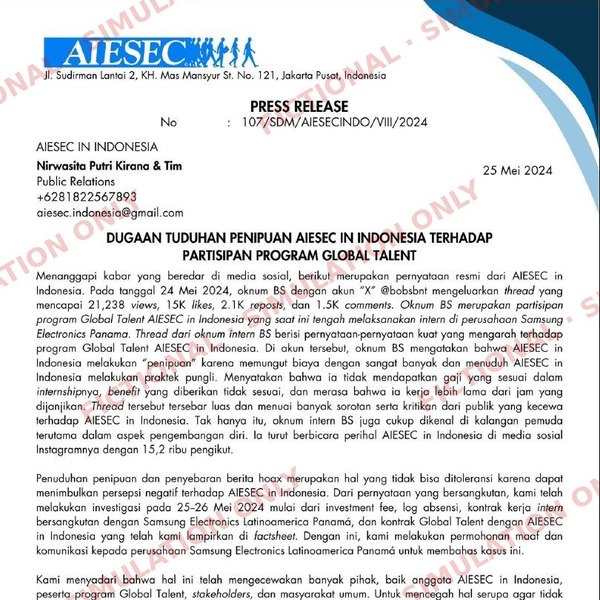 AIESEC
Jl. Sudirman Lantai 2, KH. Mas Mansyur St. No. 121, Jakarta Pusat, Indonesia
PRESS RELEASE
No : 107/SDM/AIESECINDO/VIII/2024
AIESEC IN INDONESIA
Nirwasita Putri Kirana & Tim
25 Mei 2024
Public Relations
+6281822567893
aiesec.indonesia@gmail.com
DUGAAN TUDUHAN PENIPUAN AIESEC IN INDONESIA TERHADAP
PARTISIPAN PROGRAM GLOBAL TALENT
Menanggapi kabar yang beredar di media sosial, berikut merupakan pernyataan resmi dari AIESEC in
Indonesia. Pada tanggal 24 Mei 2024, oknum BS dengan akun "X" @bobsbnt mengeluarkan thread yang
mencapai 21,238 views, 15K likes, 2.1K reposts, dan 1.5K comments. Oknum BS merupakan partisipan
program Global Talent AIESEC in Indonesia yang saat ini tengah melaksanakan intern di perusahaan Samsung
Electronics Panama. Thread dari oknum intern BS berisi pernyataan-pernyataan kuat yang mengarah terhadap
program Global Talent AIESEC in Indonesia. Di akun tersebut, oknum BS mengatakan bahwa AIESEC in
Indonesia melakukan "penipuan" karena memungut biaya dengan sangat banyak dan menuduh AIESEC in
Indonesia melakukan praktek pungli. Menyatakan bahwa ia tidak mendapatkan gaji yang sesuai dalam
internshipnya, benefit yang diberikan tidak sesuai, dan merasa bahwa ia kerja lebih lama dari jam yang
dijanjikan. Thread tersebut tersebar luas dan menuai banyak sorotan serta kritikan dari publik yang kecewa
terhadap AIESEC in Indonesia. Tak hanya itu, oknum intern BS juga cukup dikenal di kalangan pemuda
terutama dalam aspek pengembangan diri. Ia turut berbicara perihal AIESEC in Indonesia di media sosial
Instagramnya dengan 15,2 ribu pengikut.
Penuduhan penipuan dan penyebaran berita hoax merupakan hal yang tidak bisa ditoleransi karena dapat
menimbulkan persepsi negatif terhadap AIESEC in Indonesia. Dari pernyataan yang bersangkutan, kami telah
melakukan investigasi pada 25-26 Mei 2024 mulai dari investment fee, log absensi, kontrak kerja intern
bersangkutan dengan Samsung Electronics Latinoamerica Panamá, dan kontrak Global Talent dengan AIESEC
in Indonesia yang telah kami lampirkan di factsheet. Dengan ini, kami melakukan permohonan maaf dan
komunikasi kepada perusahaan Samsung Electronics Latinoamerica Panamá untuk membahas kasus ini.
Kami menyadari bahwa hal ini telah mengecewakan banyak pihak, baik anggota AIESEC in Indonesia,
peserta program Global Talent, stakeholders, dan masyarakat umum. Untuk mencegah hal serupa agar tidak
FICTIONAL · SIMULATION ONLY
FICTIONAL · SIMULATION ONLY
FICTIONAL · SIMULATION ONLY
FICTIONAL · SIMULATION ONLY